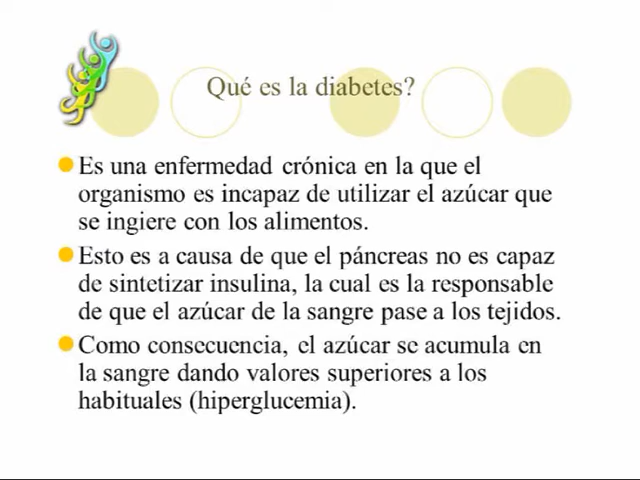 Qué es la diabetes?
Es una enfermedad crónica en la que el
organismo es incapaz de utilizar el azúcar que
se ingiere con los alimentos.
Esto es a causa de que el páncreas no es capaz
de sintetizar insulina, la cual es la responsable
de que el azúcar de la sangre pase a los tejidos.
Como consecuencia, el azúcar se acumula en
la sangre dando valores superiores a los
habituales (hiperglucemia).